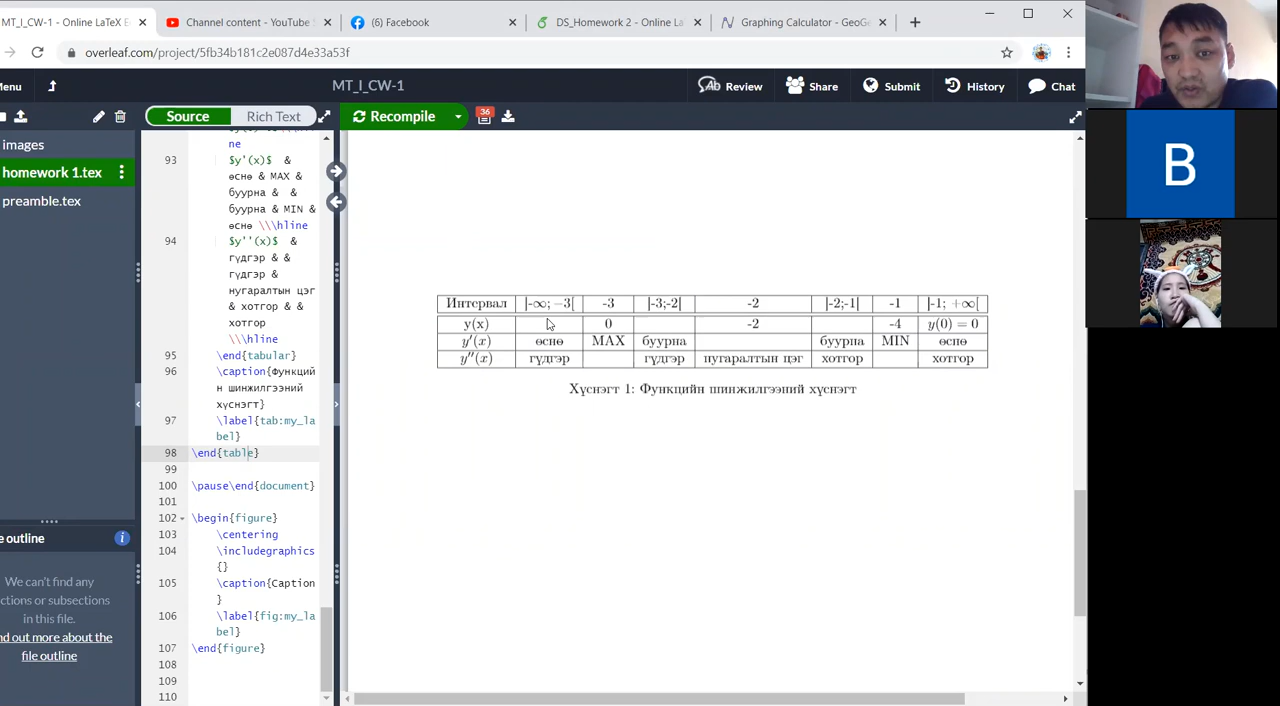 MT_I_CW-1 - Online LaTeX E
Channel content - YouTube S
(6) Facebook
DS_Homework 2 - Online La
Graphing Calculator - GeoGe
overleaf.com/project/5fb34b181c2e087d4e33a53f
Menu
MT_I_CW-1
Review
Share
Submit
History
Chat
Source
Rich Text
Recompile
36
images
homework 1.tex
preamble.tex
ne
93 $y'(x)$ &
өснө & MAX &
буурна & &
буурна & MIN &
өснө \\\hline
94 $y''(x)$ &
гүдгэр & &
гүдгэр &
нугаралтын цэг
& хотгор & &
хотгор
\\\hline
95 \end{tabular}
96 \caption{Функций
н шинжилгээний
хүснэгт}
97 \label{tab:my_la
bel}
98 \end{table}
99
100 \pause\end{document}
101
102 \begin{figure}
103 \centering
104 \includegraphics
{}
105 \caption{Caption
}
106 \label{fig:my_la
bel}
107 \end{figure}
108
109
110
e outline
We can't find any
ctions or subsections
in this file.
nd out more about the
file outline
Интервал ]-∞; −3[ -3 ]-3;-2[ -2 ]-2;-1[ -1 ]-1; +∞[
y(x) 0 -2 -4 y(0) = 0
y′(x) өснө MAX буурна буурна MIN өснө
y″(x) гүдгэр гүдгэр нугаралтын цэг хотгор хотгор
Хүснэгт 1: Функцийн шинжилгээний хүснэгт
B